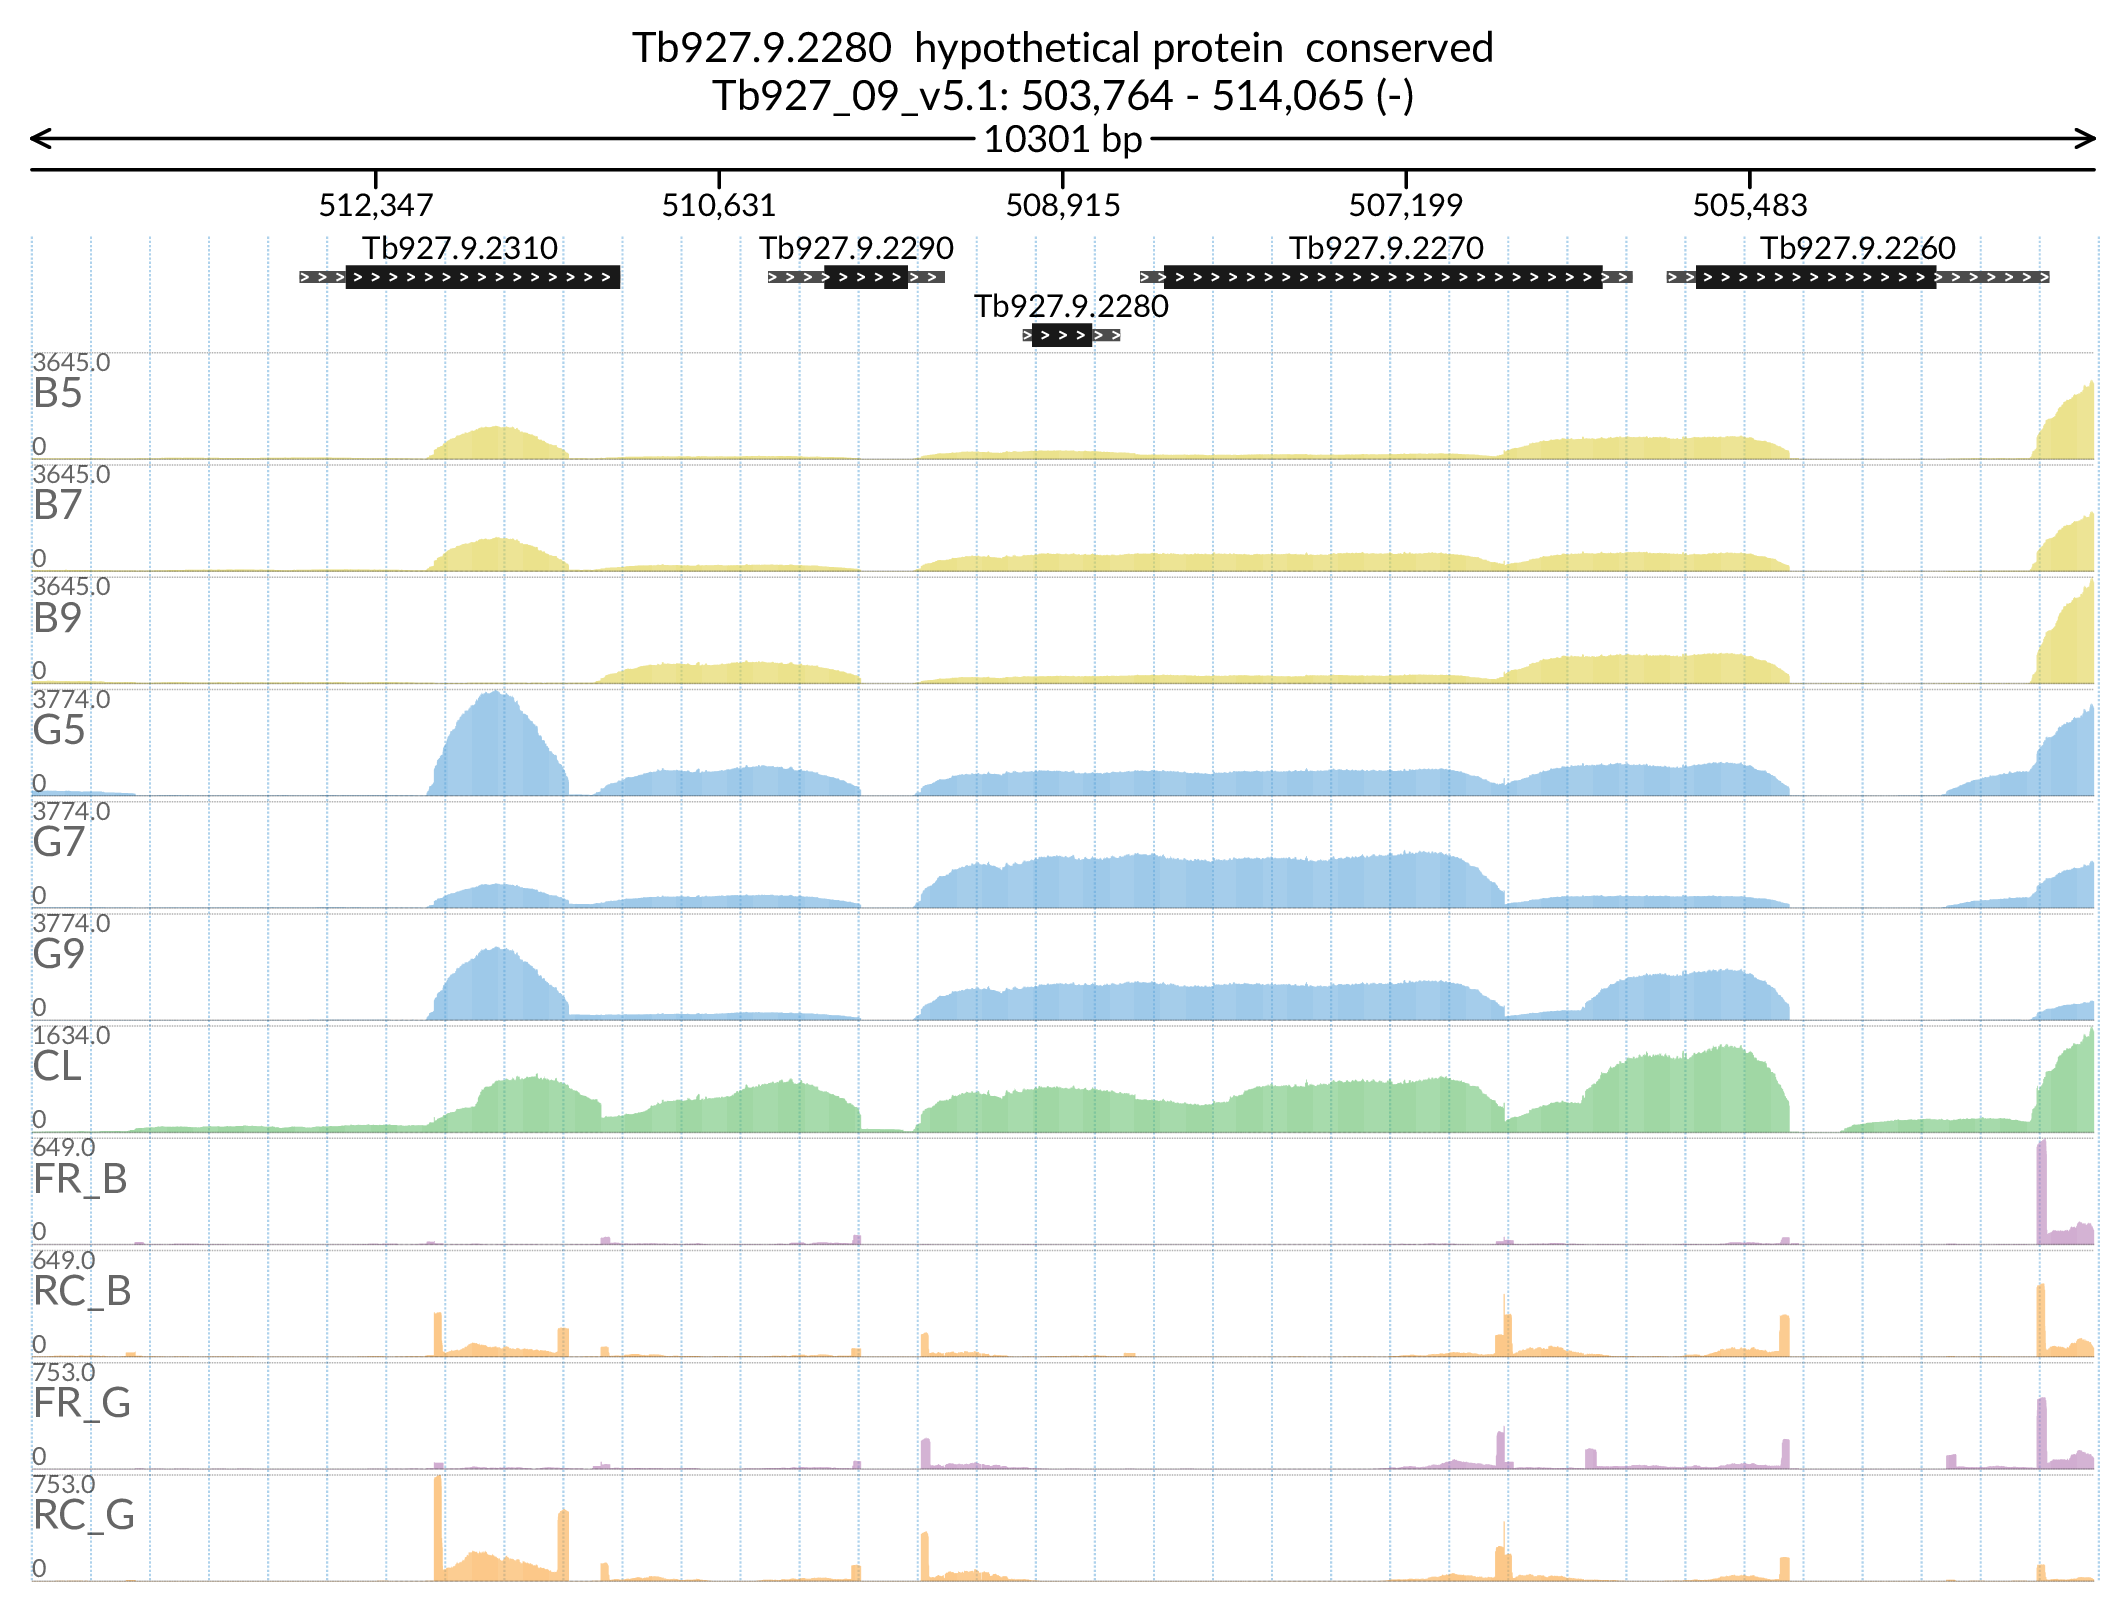 Tb927.9.2280  hypothetical protein  conserved
Tb927_09_v5.1: 503,764 - 514,065 (-)
10301 bp
512,347 510,631 508,915 507,199 505,483
Tb927.9.2310 Tb927.9.2290 Tb927.9.2270 Tb927.9.2260
Tb927.9.2280
3645.0
B5
0
3645.0
B7
0
3645.0
B9
0
3774.0
G5
0
3774.0
G7
0
3774.0
G9
0
1634.0
CL
0
649.0
FR_B
0
649.0
RC_B
0
753.0
FR_G
0
753.0
RC_G
0